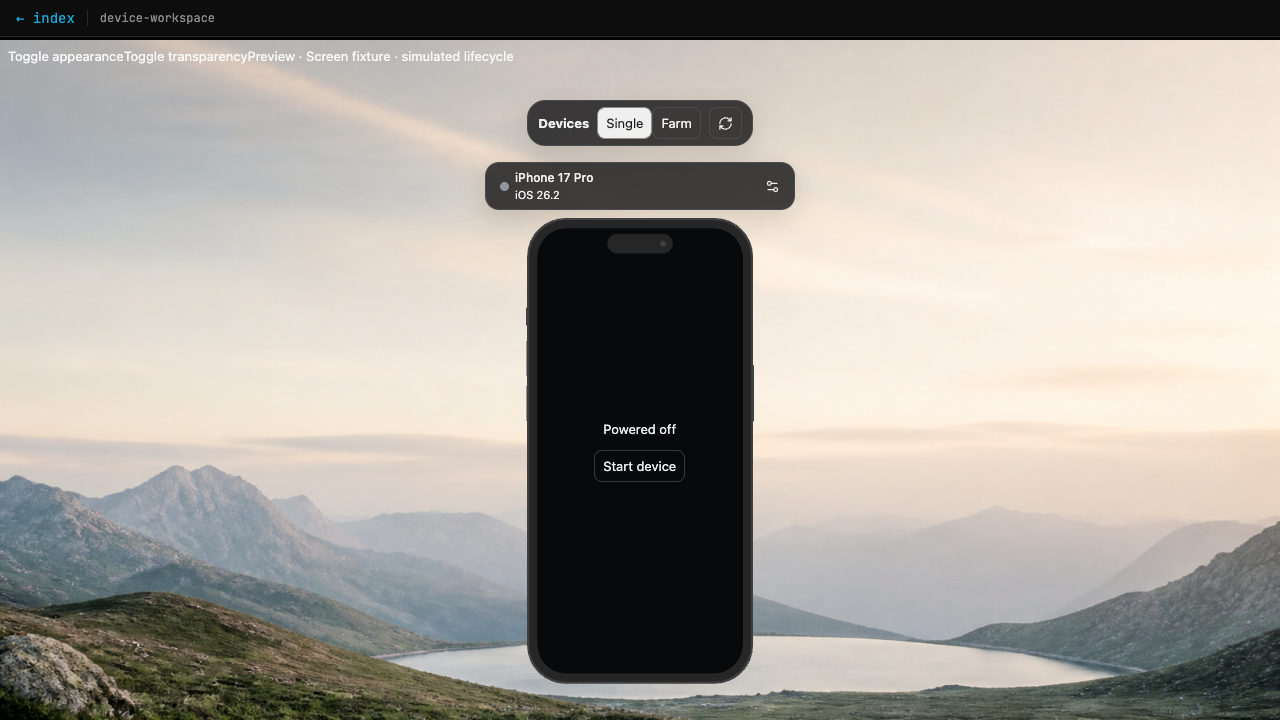 ← index device-workspace
Toggle appearanceToggle transparencyPreview · Screen fixture · simulated lifecycle
Devices Single Farm
iPhone 17 Pro
iOS 26.2
Powered off
Start device